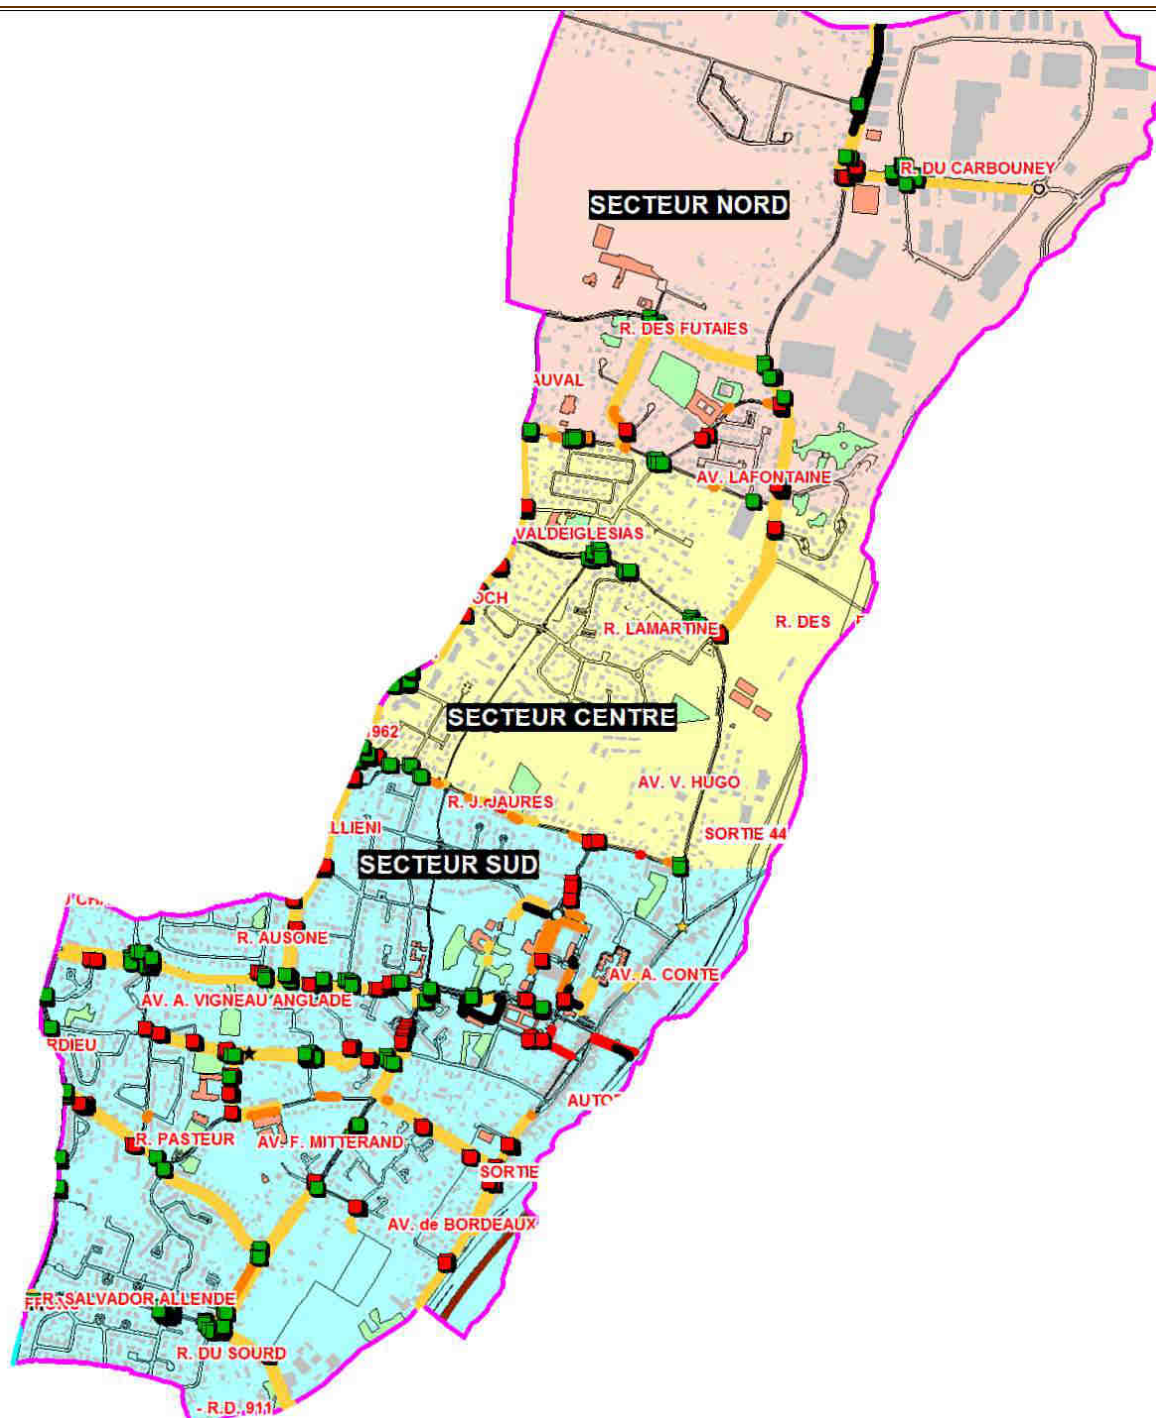 R. DU CARBOUNEY
SECTEUR NORD
R. DES FUTAIES
AUVAL
AV. LAFONTAINE
VALDEIGLESIAS
OCH
R. LAMARTINE
R. DES
SECTEUR CENTRE
962
AV. V. HUGO
R. J. JAURES
LLIENI
SORTIE 44
SECTEUR SUD
R. AUSONE
AV. A. CONTE
AV. A. VIGNEAU ANGLADE
RDIEU
AUTO
R. PASTEUR
AV. F. MITTERAND
SORTIE
AV. de BORDEAUX
R. SALVADOR ALLENDE
R. DU SOURD
- R.D. 911